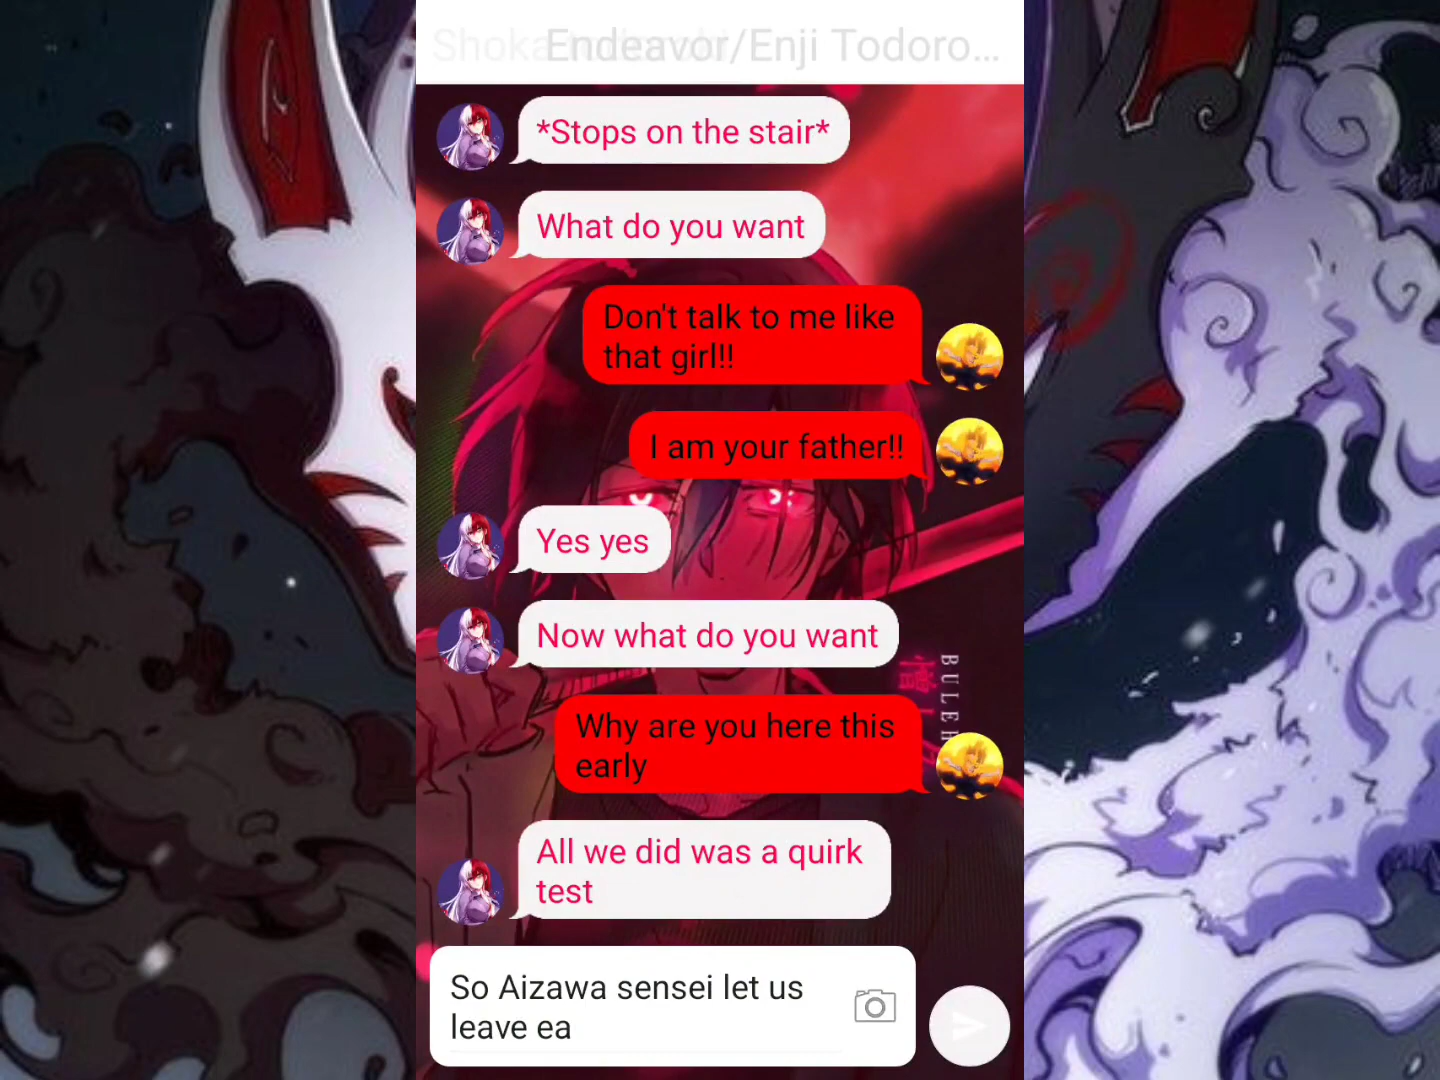 Endeavor/Enji Todoro...
*Stops on the stair*
What do you want
Don't talk to me like
that girl!!
I am your father!!
Yes yes
Now what do you want
Why are you here this
early
All we did was a quirk
test
So Aizawa sensei let us
leave ea